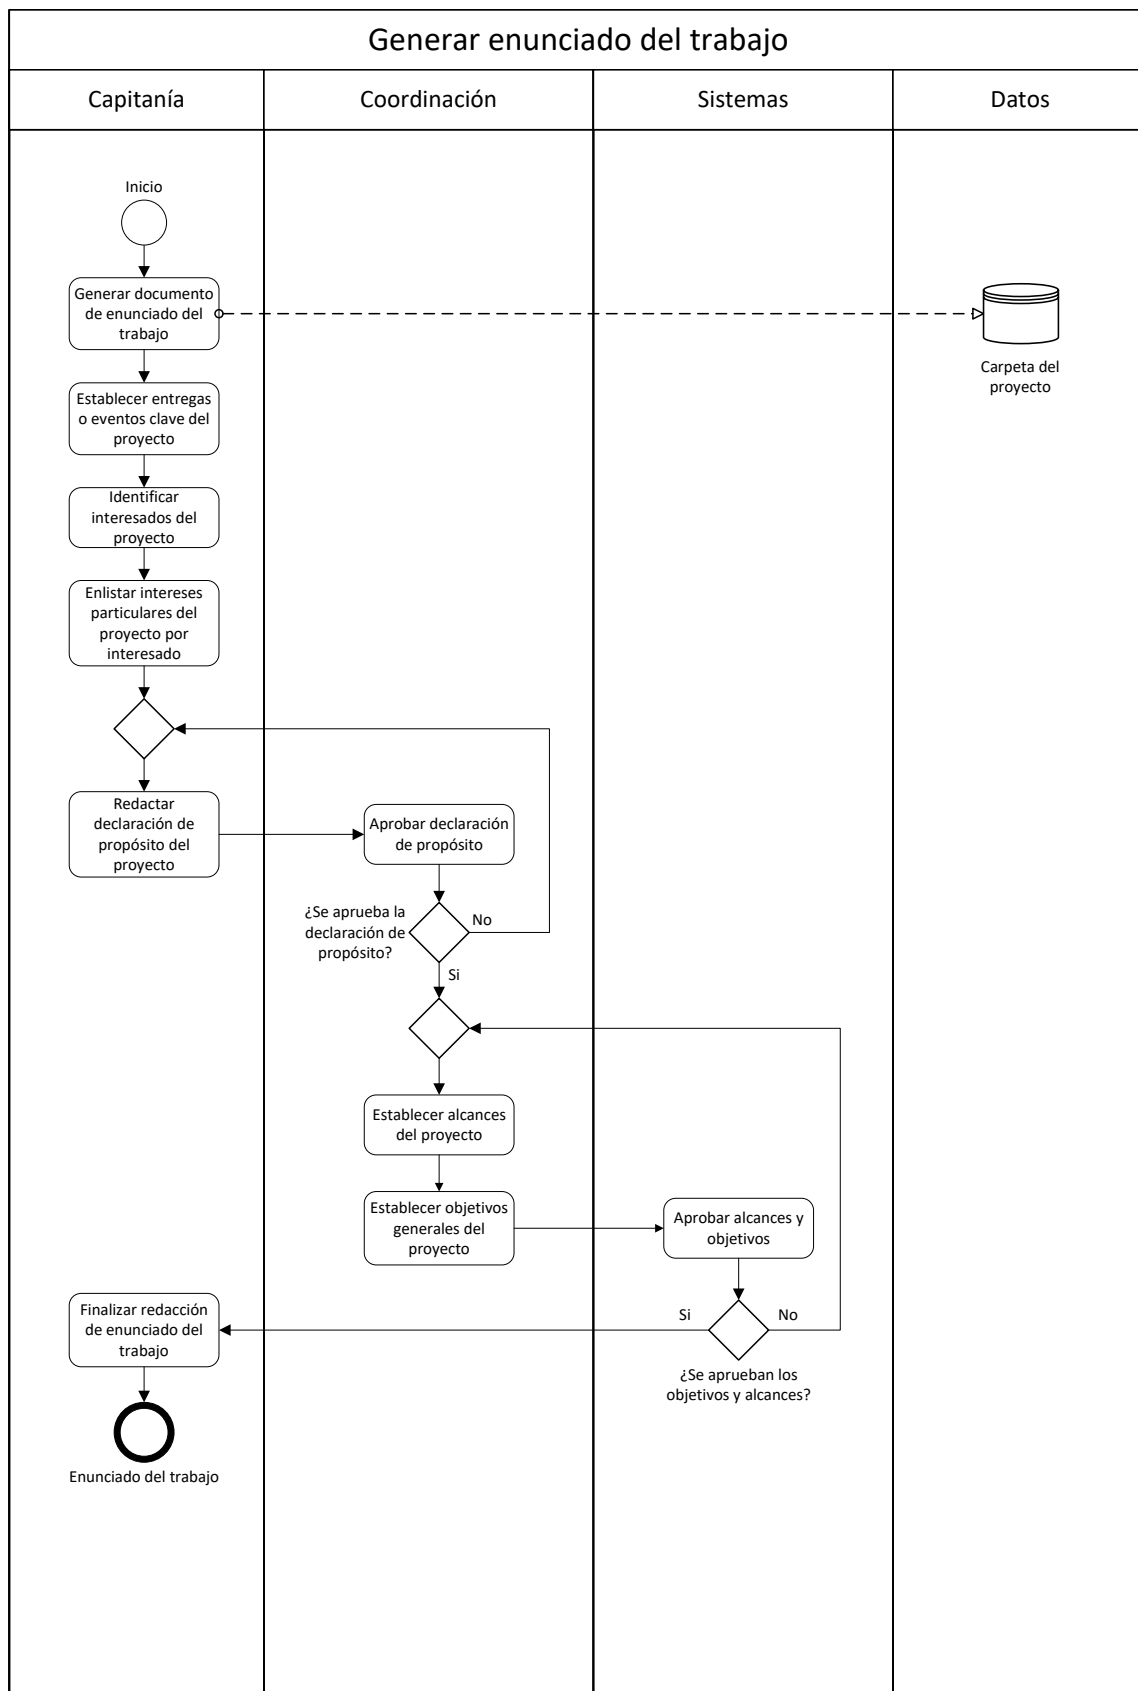 Generar enunciado del trabajo
Capitanía
Coordinación
Sistemas
Datos
Inicio
Generar documento
de enunciado del
trabajo
Carpeta del
proyecto
Establecer entregas
o eventos clave del
proyecto
Identificar
interesados del
proyecto
Enlistar intereses
particulares del
proyecto por
interesado
Redactar
declaración de
propósito del
proyecto
Aprobar declaración
de propósito
¿Se aprueba la
declaración de
propósito?
No
Si
Establecer alcances
del proyecto
Establecer objetivos
generales del
proyecto
Aprobar alcances y
objetivos
Si
No
¿Se aprueban los
objetivos y alcances?
Finalizar redacción
de enunciado del
trabajo
Enunciado del trabajo